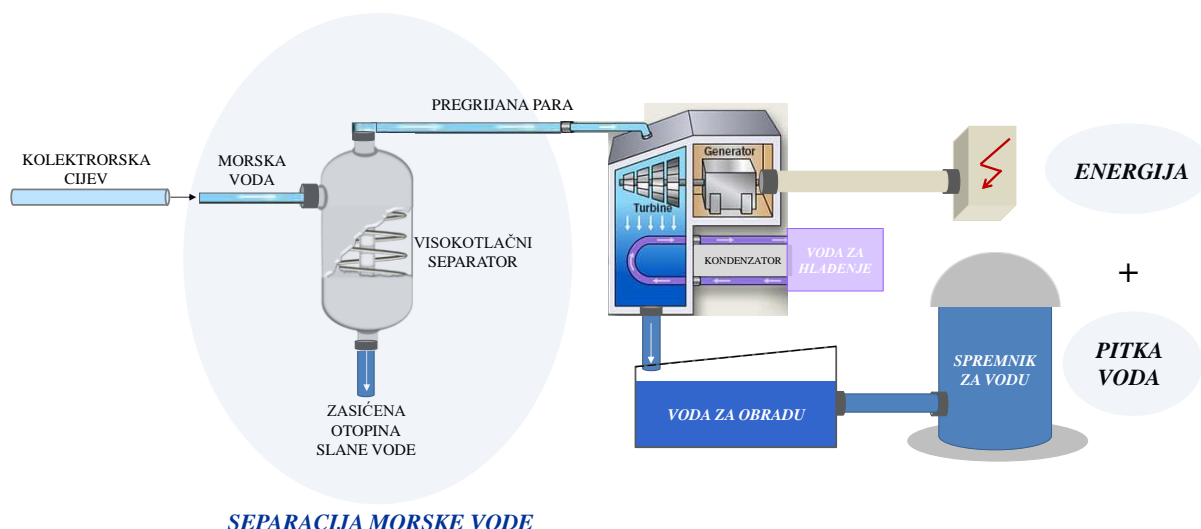 KOLEKTRORSKA
CIJEV
MORSKA
VODA
PREGRIJANA PARA
VISOKOTLAČNI
SEPARATOR
ZASIĆENA
OTOPINA
SLANE VODE
SEPARACIJA MORSKE VODE
Generator
Turbine
KONDENZATOR
VODA ZA
HLAĐENJE
VODA ZA OBRADU
SPREMNIK
ZA VODU
ENERGIJA
+
PITKA
VODA